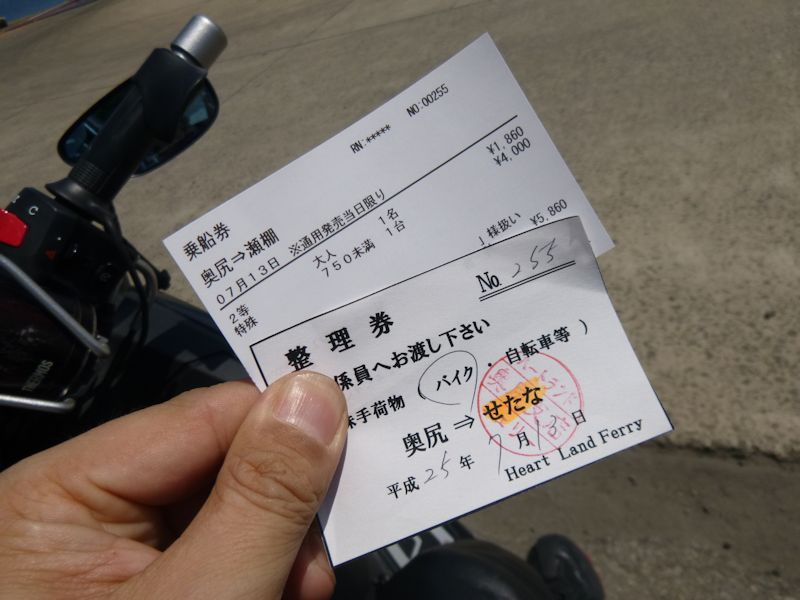 RN:***** NO:00255
乗船券
奥尻⇒瀬棚
07月13日 ※通用発売当日限り
2等 大人 1名 ¥1,860
特殊 750未満 1台 ¥4,000
J 様扱い ¥5,860
整理券 No. 255
係員へお渡し下さい
手荷物 (バイク・自転車等)
奥尻⇒せたな
平成25年7月13日
Heart Land Ferry
THERMOS